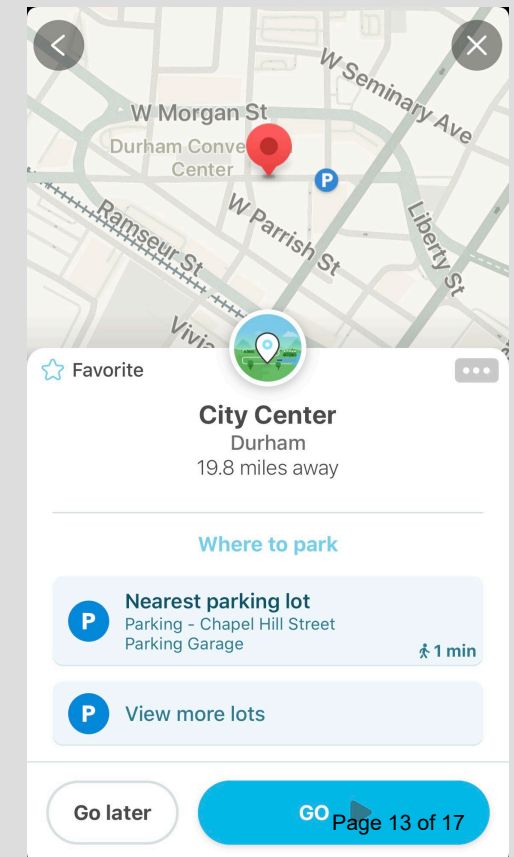 W Seminary Ave
W Morgan St
Durham Conve
Center
P
W Parrish St
Ramseur St
Liberty St
Favorite
City Center
Durham
19.8 miles away
Where to park
P
Nearest parking lot
Parking - Chapel Hill Street
Parking Garage
1 min
P
View more lots
Go later
GO
Page 13 of 17